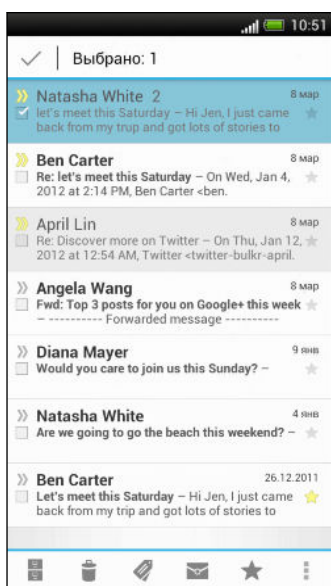 10:51
Выбрано: 1
Natasha White 2 8 мар
let's meet this Saturday – Hi Jen, I just came
back from my trup and got lots of stories to
Ben Carter 8 мар
Re: let's meet this Saturday – On Wed, Jan 4,
2012 at 2:14 PM, Ben Carter <ben.
April Lin 8 мар
Re: Discover more on Twitter – On Thu, Jan 12,
2012 at 12:54 AM, Twitter <twitter-bulkr-april.
Angela Wang 8 мар
Fwd: Top 3 posts for you on Google+ this week
– ---------- Forwarded message ----------
Diana Mayer 9 янв
Would you care to join us this Sunday? –
Natasha White 4 янв
Are we going to go the beach this weekend? –
Ben Carter 26.12.2011
Let's meet this Saturday – Hi Jen, I just came
back from my trip and got lots of stories to